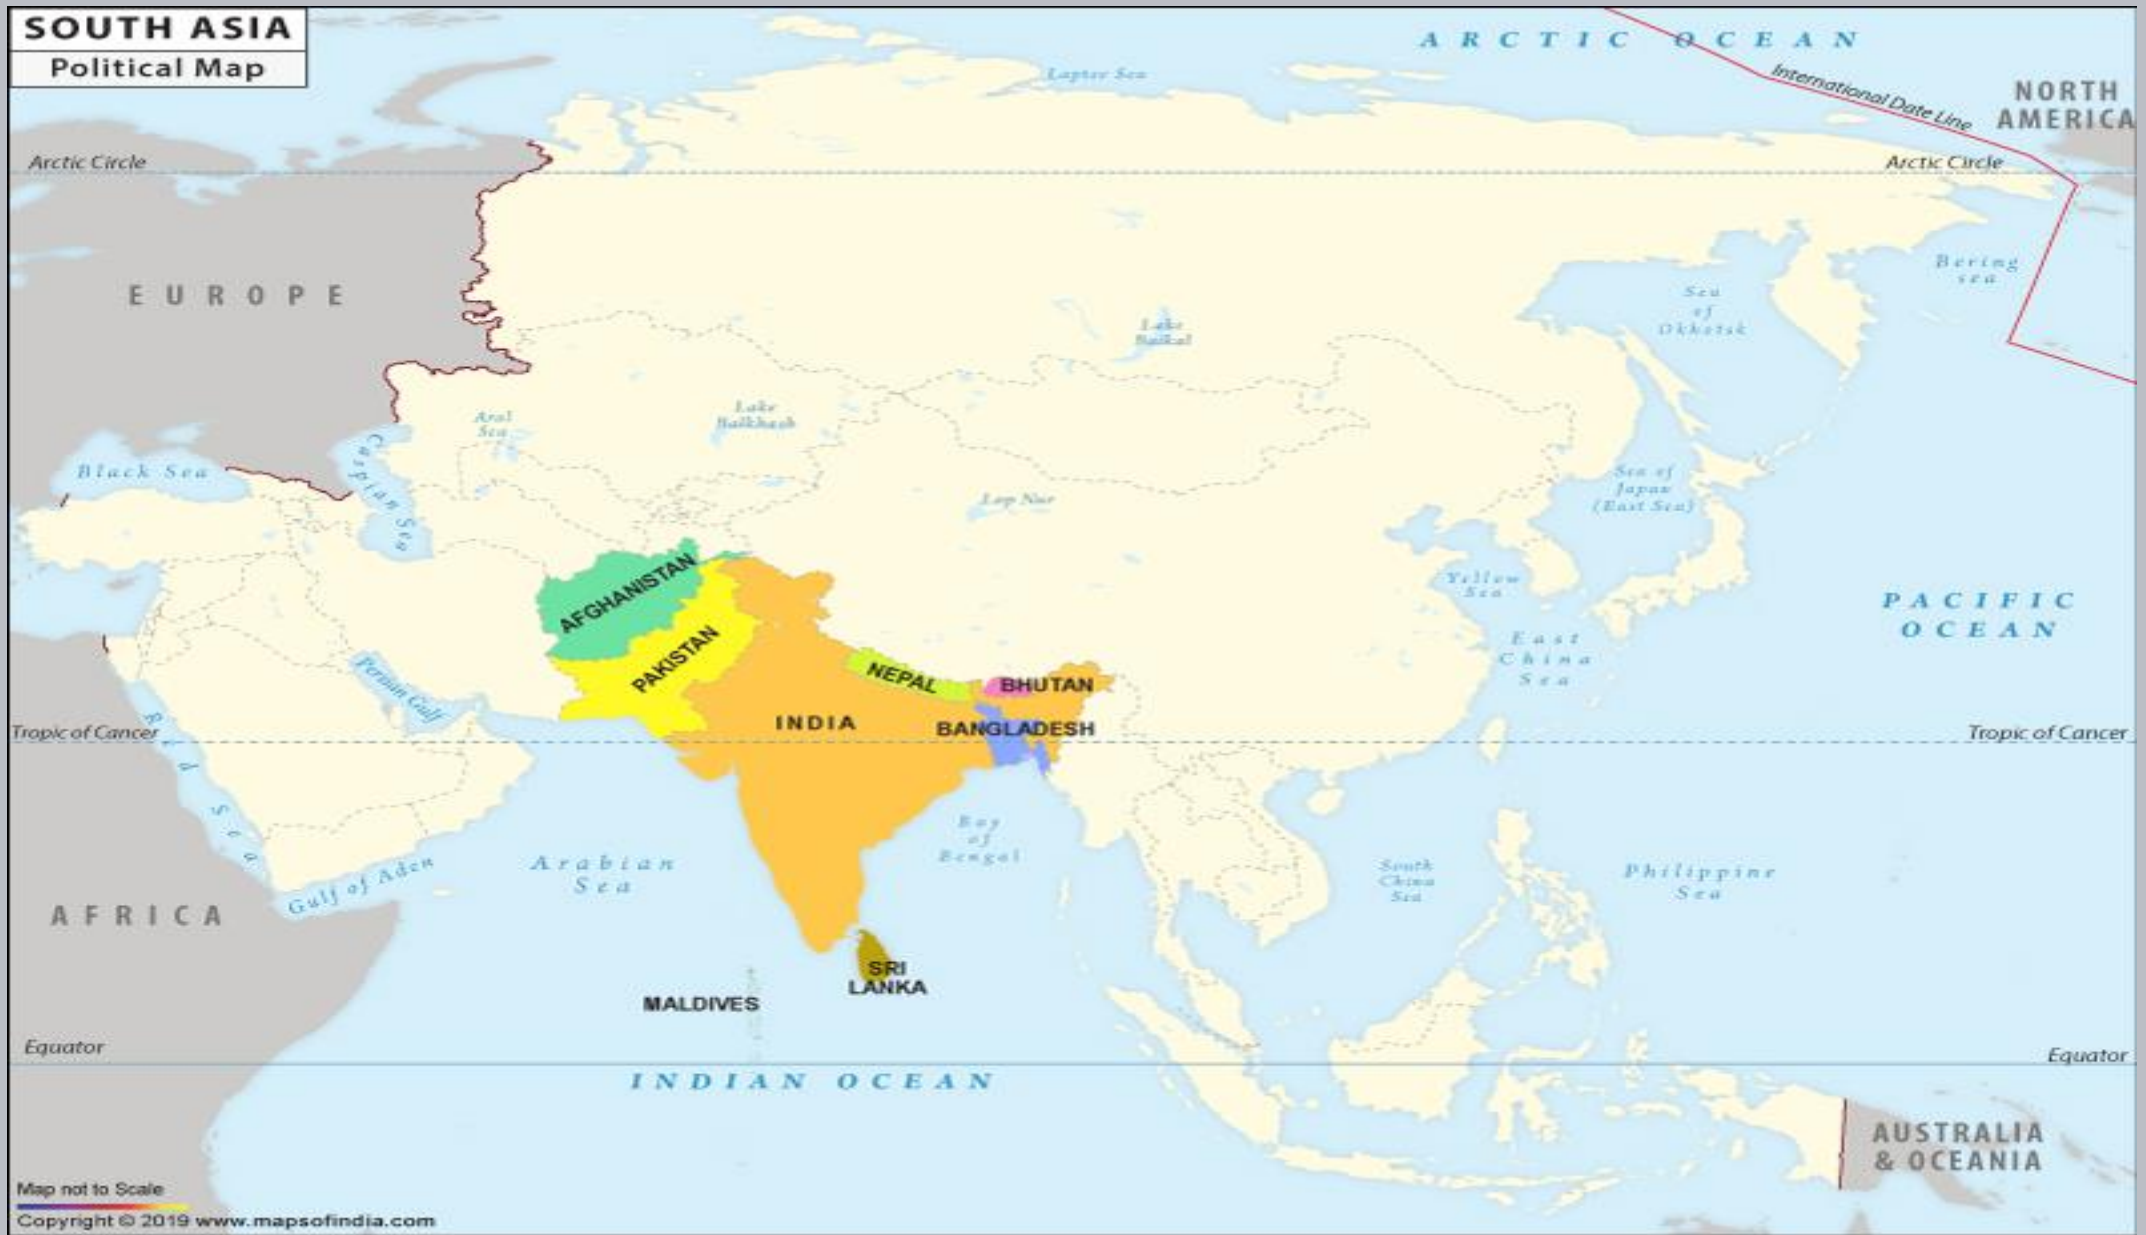 SOUTH ASIA
Political Map
ARCTIC OCEAN
Laptev Sea
International Date Line
NORTH
AMERICA
Arctic Circle
Arctic Circle
EUROPE
Bering
sea
Sea
of
Okhotsk
Lake
Baikal
Aral
Sea
Lake
Balkhash
Black Sea
Caspian Sea
Lop Nur
Sea of
Japan
(East Sea)
AFGHANISTAN
Yellow
Sea
PACIFIC
OCEAN
PAKISTAN
East
China
Sea
NEPAL
BHUTAN
Persian Gulf
INDIA
BANGLADESH
Tropic of Cancer
Tropic of Cancer
Red Sea
Bay
of
Bengal
Arabian
Sea
Gulf of Aden
South
China
Sea
Philippine
Sea
AFRICA
SRI
LANKA
MALDIVES
Equator
Equator
INDIAN OCEAN
AUSTRALIA
& OCEANIA
Map not to Scale
Copyright © 2019 www.mapsofindia.com